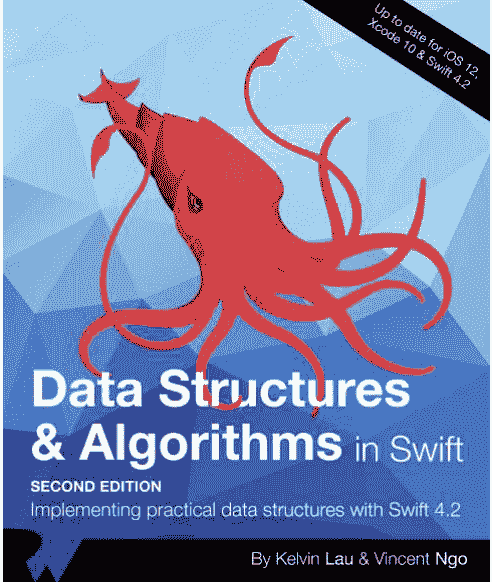 Up to date for iOS 12,
Xcode 10 & Swift 4.2
Data Structures
& Algorithms in Swift
SECOND EDITION
Implementing practical data structures with Swift 4.2
By Kelvin Lau & Vincent Ngo